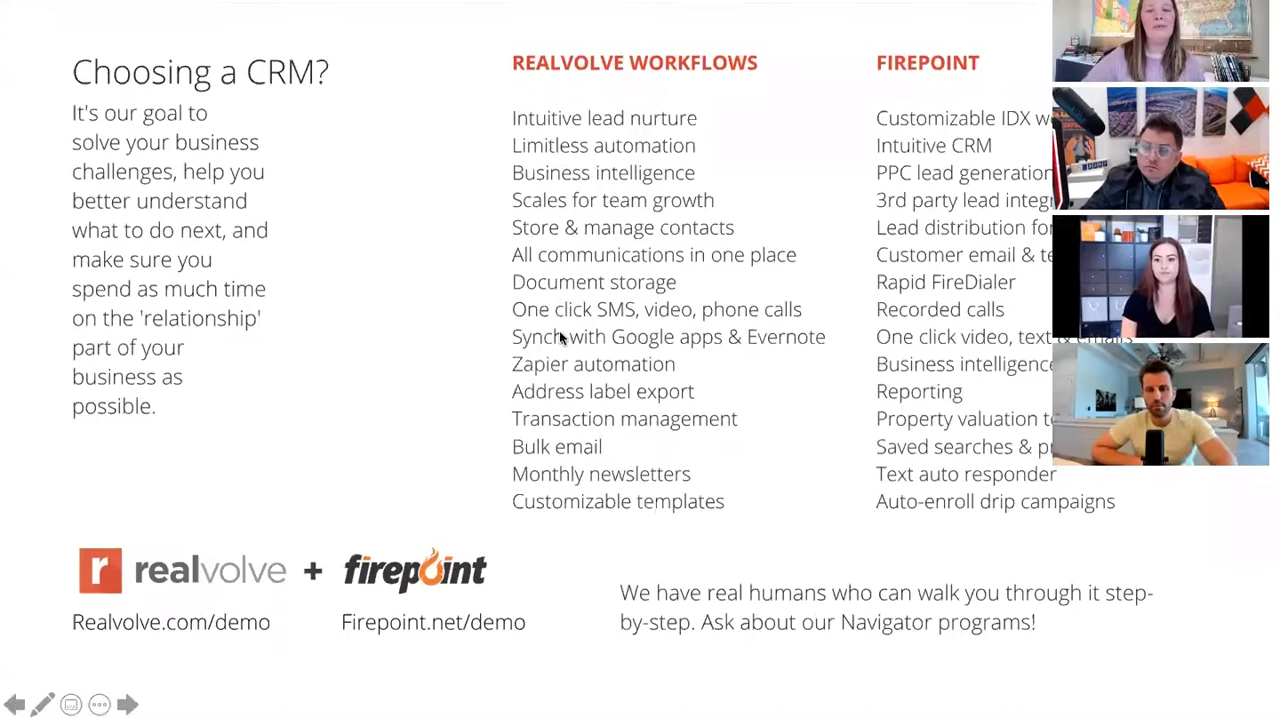 Choosing a CRM?
It's our goal to
solve your business
challenges, help you
better understand
what to do next, and
make sure you
spend as much time
on the 'relationship'
part of your
business as
possible.
REALVOLVE WORKFLOWS
Intuitive lead nurture
Limitless automation
Business intelligence
Scales for team growth
Store & manage contacts
All communications in one place
Document storage
One click SMS, video, phone calls
Synch with Google apps & Evernote
Zapier automation
Address label export
Transaction management
Bulk email
Monthly newsletters
Customizable templates
FIREPOINT
Customizable IDX
Intuitive CRM
PPC lead generation
3rd party lead
Lead distribution
Customer email &
Rapid FireDialer
Recorded calls
One click video, text & emails
Business intelligence
Reporting
Property valuation
Saved searches &
Text auto responder
Auto-enroll drip campaigns
r realvolve + firepoint
Realvolve.com/demo
Firepoint.net/demo
We have real humans who can walk you through it step-
by-step. Ask about our Navigator programs!